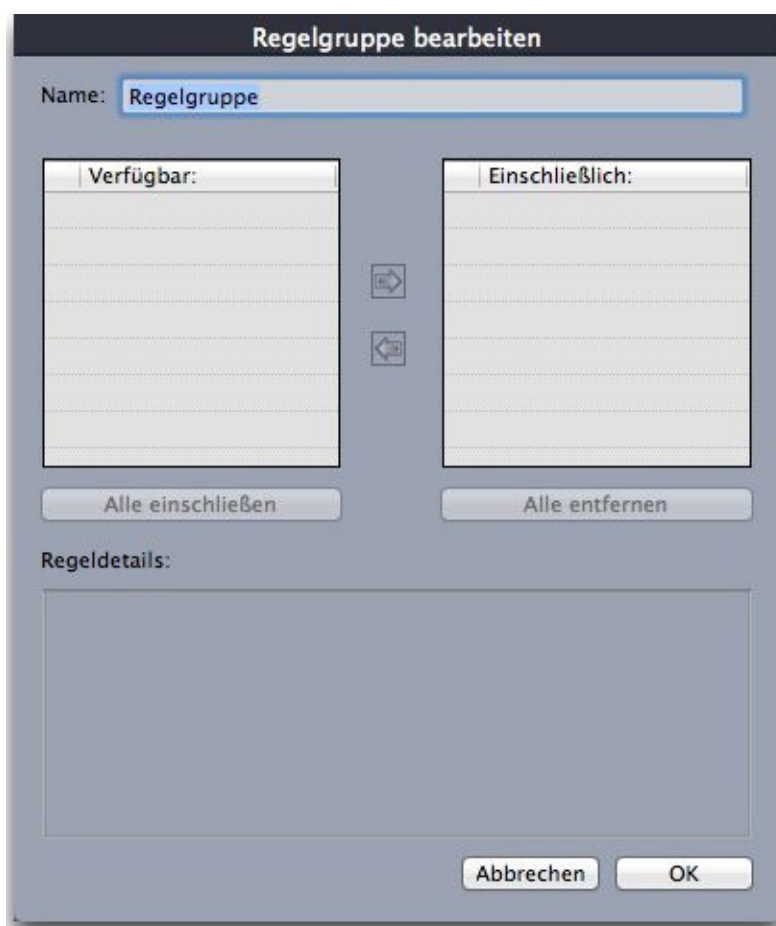 Regelgruppe bearbeiten
Name: Regelgruppe
Verfügbar: Einschließlich:
Alle einschließen Alle entfernen
Regeldetails:
Abbrechen OK